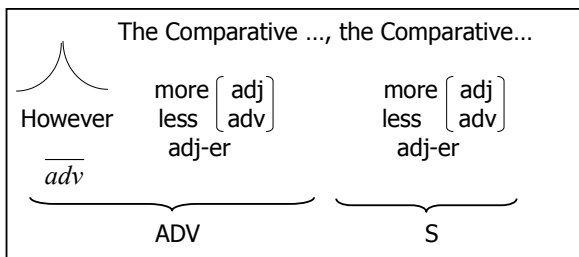 The Comparative …, the Comparative…
more adj more adj
However less adv less adv
adj-er adj-er
adv
ADV S